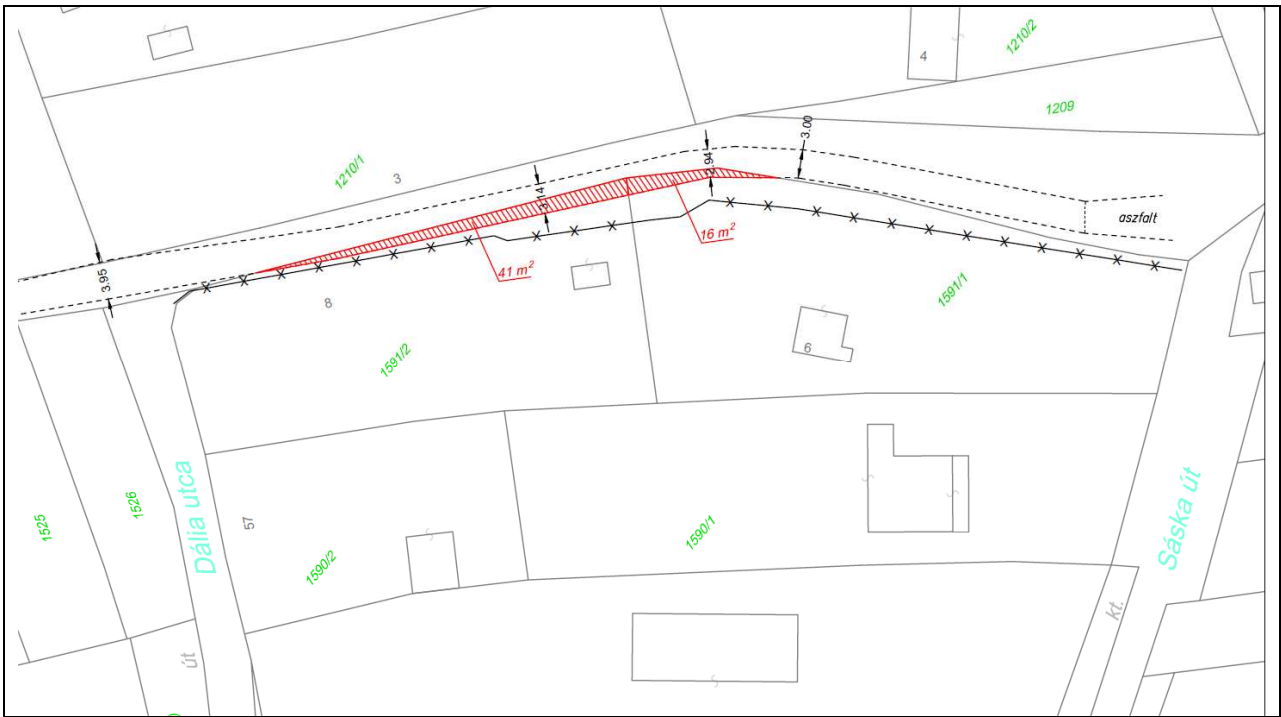 1210/2
4
1209
3.00
2.94
1210/1
3
3.14
aszfalt
16 m²
41 m²
3.95
8
1591/1
1591/2
6
Dália utca
Sáska út
1525
1526
57
1590/2
1590/1
kt.
út